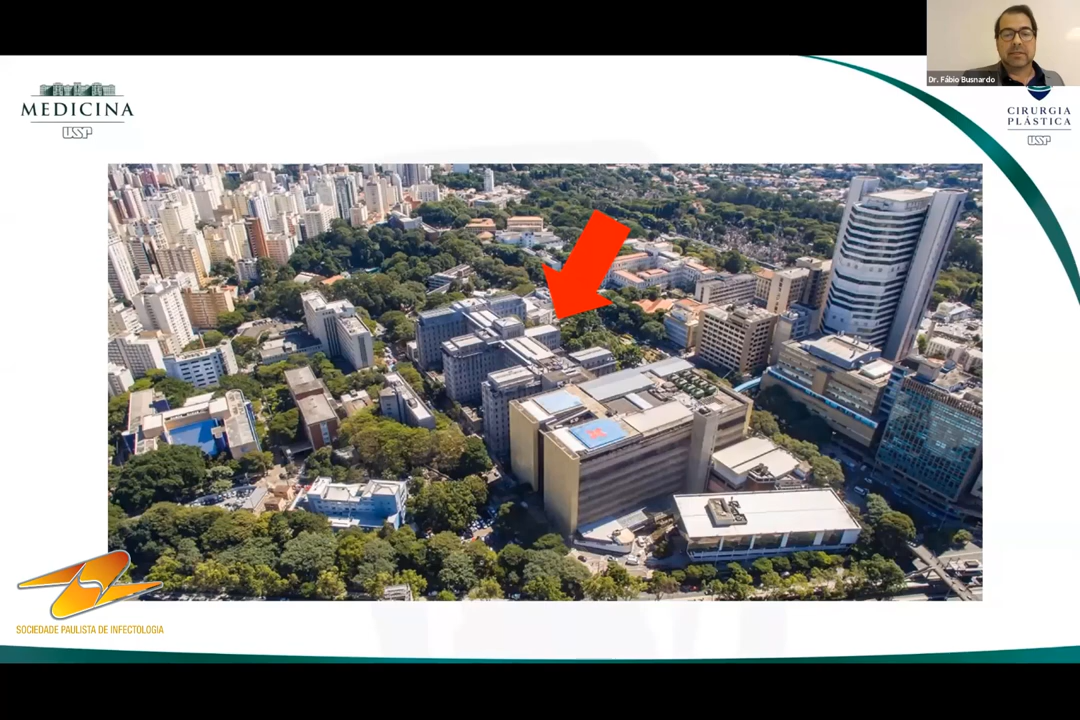 MEDICINA
USP
Dr. Fábio Busnardo
CIRURGIA
PLÁSTICA
USP
SOCIEDADE PAULISTA DE INFECTOLOGIA